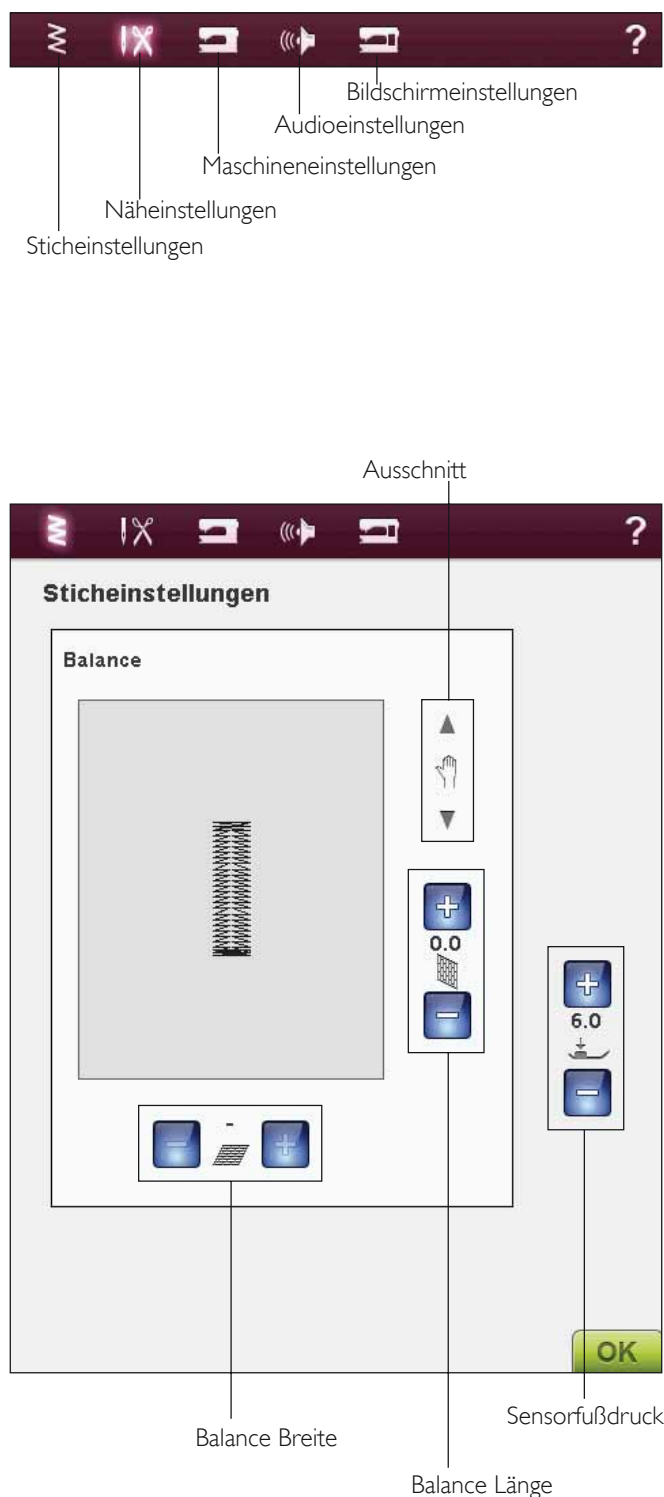 ?
Bildschirmeinstellungen
Audioeinstellungen
Maschineneinstellungen
Näheinstellungen
Sticheinstellungen
Ausschnitt
?
Sticheinstellungen
Balance
0.0
6.0
-
OK
Sensorfußdruck
Balance Breite
Balance Länge